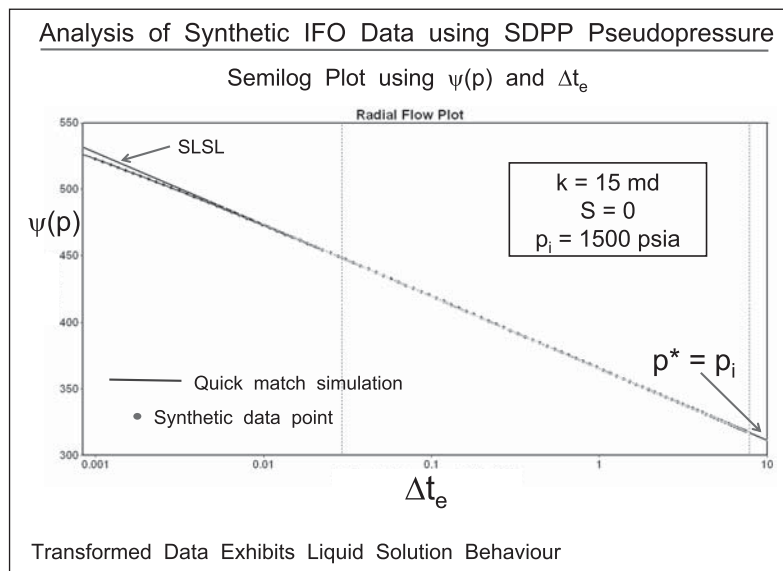 Analysis of Synthetic IFO Data using SDPP Pseudopressure
Semilog Plot using ψ(p) and Δtₑ
Radial Flow Plot
550
SLSL
500
k = 15 md
S = 0
pᵢ = 1500 psia
ψ(p)
450
400
p* = pᵢ
350
Quick match simulation
Synthetic data point
300
0.001 0.01 0.1 1 10
Δtₑ
Transformed Data Exhibits Liquid Solution Behaviour